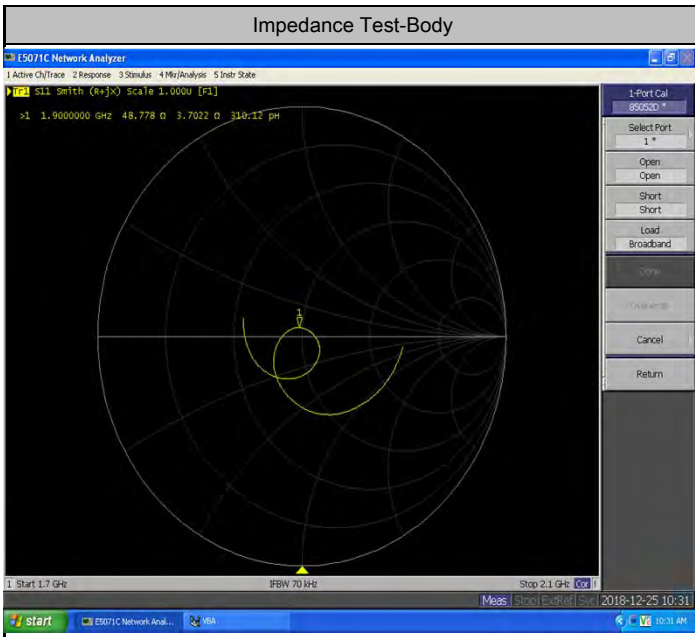 Impedance Test-Body
E5071C Network Analyzer
1 Active Ch/Trace 2 Response 3 Stimulus 4 Mkr/Analysis 5 Instr State
Tr1 S11 Smith (R+jX) Scale 1.000U [F1]
>1 1.9000000 GHz 48.778 Ω 3.7022 Ω 310.12 pH
1
1-Port Cal
85052D *
Select Port
1 *
Open
Open
Short
Short
Load
Broadband
Done
Cancel
Return
1 Start 1.7 GHz IFBW 70 kHz Stop 2.1 GHz Cor !
Meas Stop ExtRef Svc 2018-12-25 10:31
start E5071C Network Anal... VBA 10:31 AM